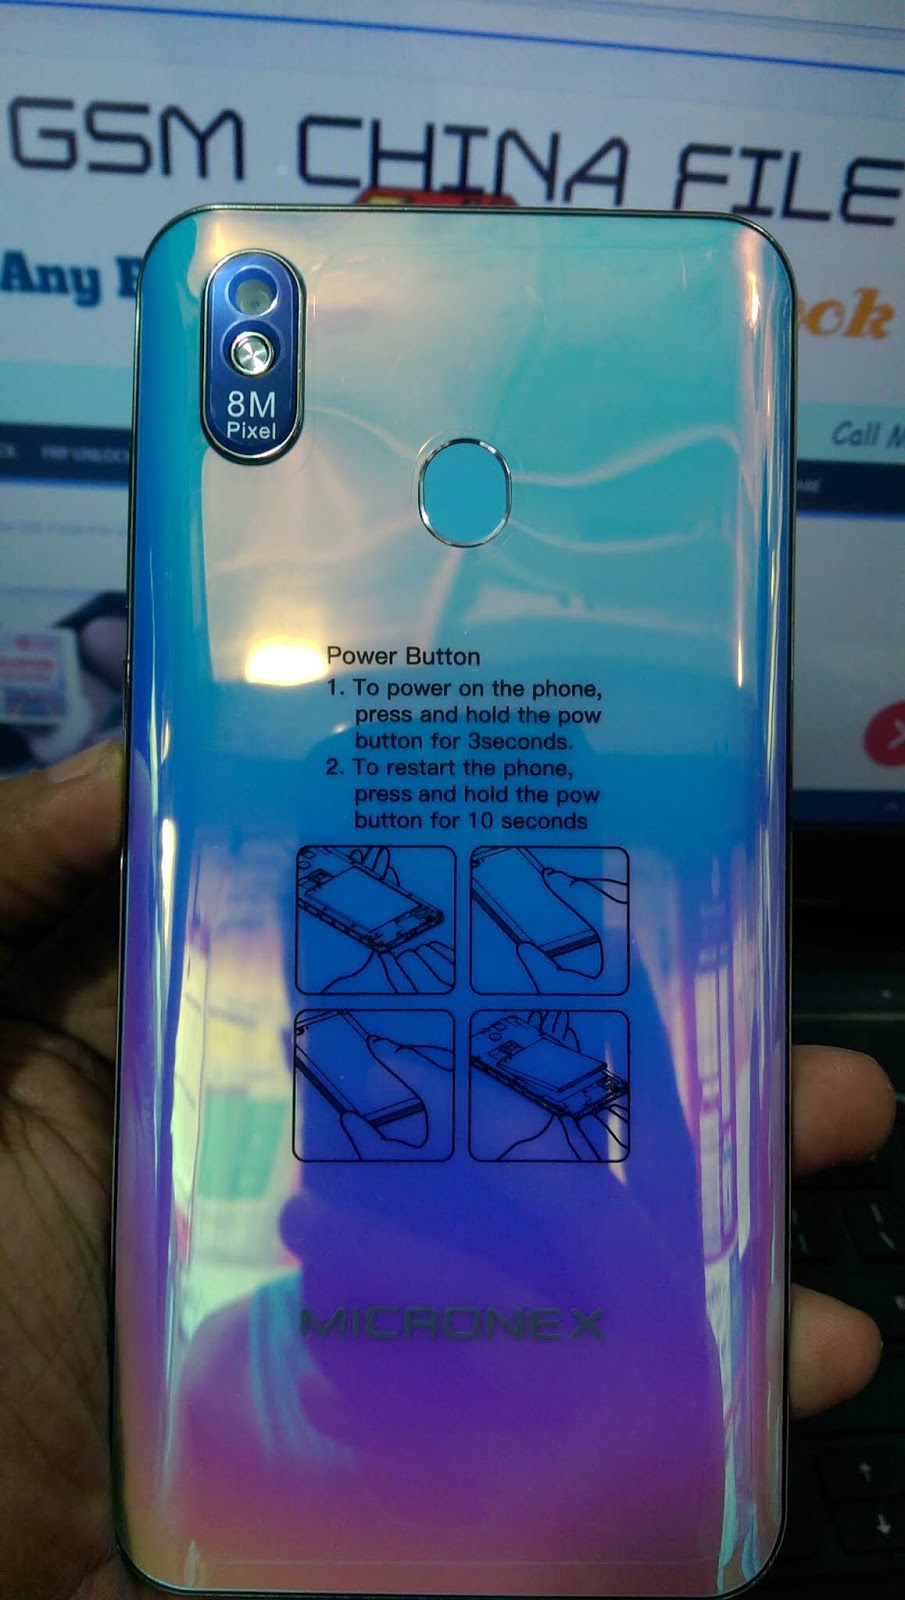 GSM CHINA FILE
Any
ook
Call
8M
Pixel
Power Button
1. To power on the phone,
press and hold the pow
button for 3seconds.
2. To restart the phone,
press and hold the pow
button for 10 seconds
MICRONEX